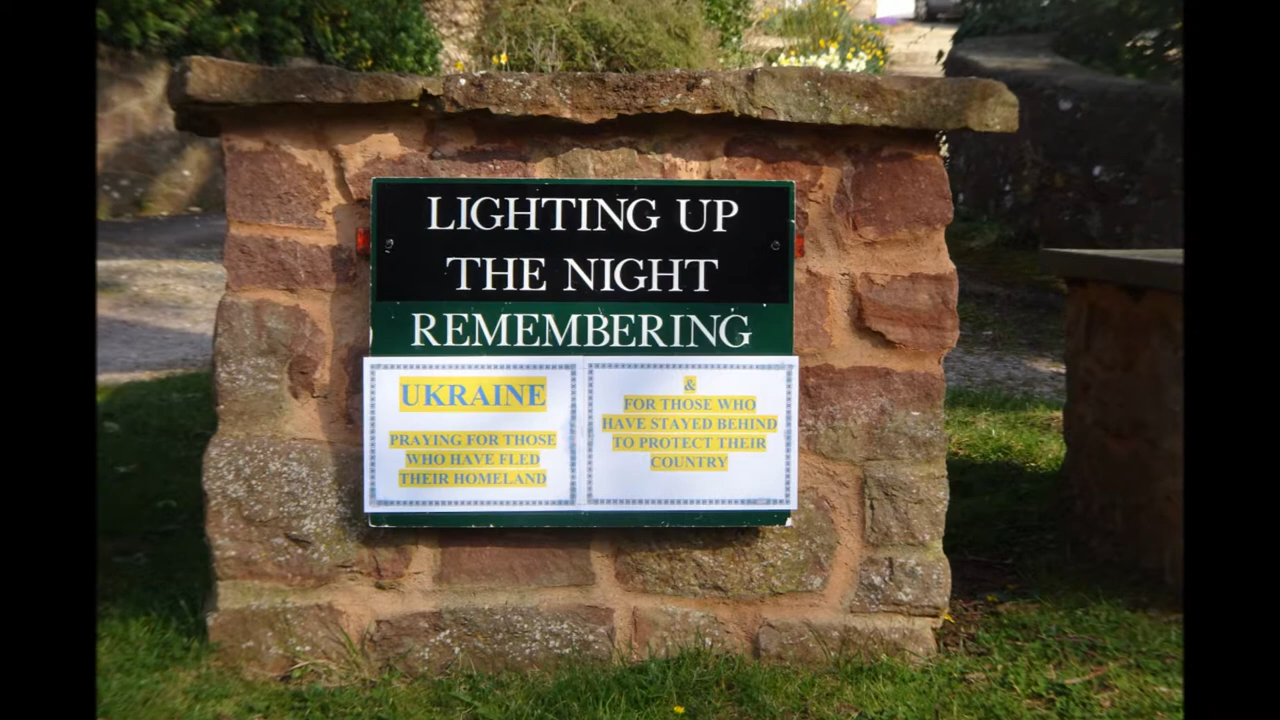 LIGHTING UP
THE NIGHT
REMEMBERING
UKRAINE
PRAYING FOR THOSE
WHO HAVE FLED
THEIR HOMELAND
&
FOR THOSE WHO
HAVE STAYED BEHIND
TO PROTECT THEIR
COUNTRY